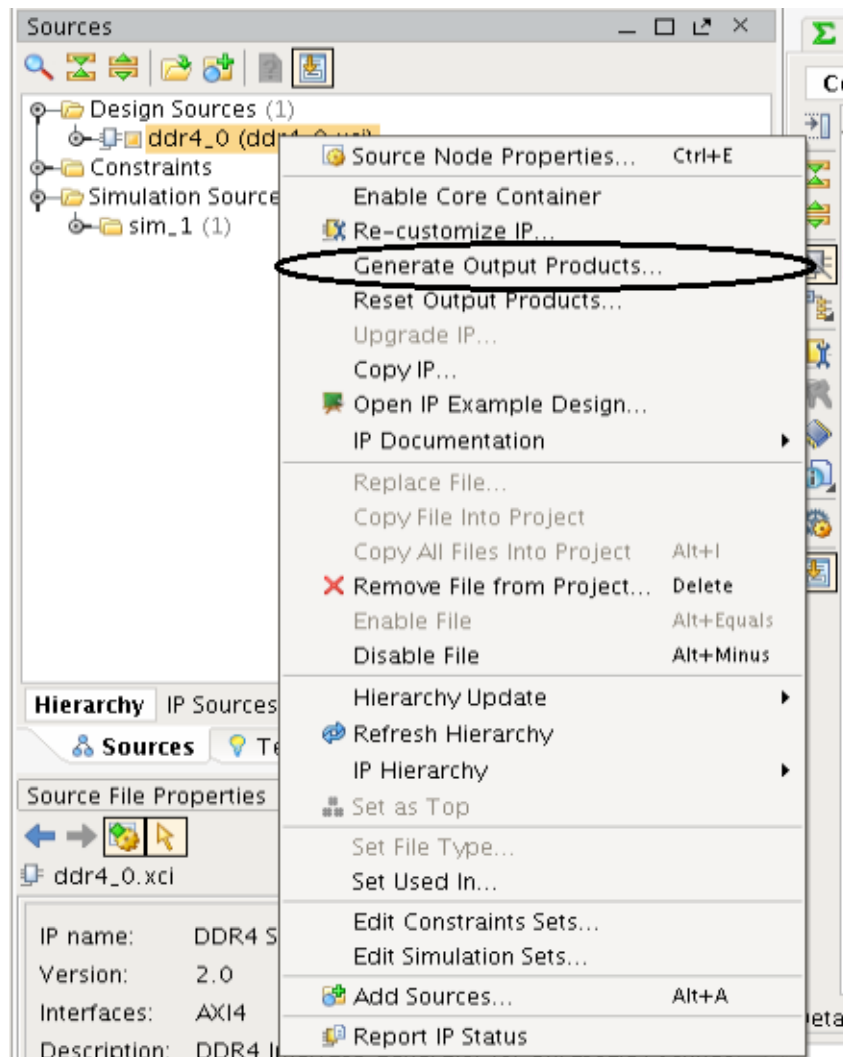 Sources
Design Sources (1)
ddr4_0
Constraints
Simulation
sim_1 (1)
Source Node Properties... Ctrl+E
Enable Core Container
Re-customize IP...
Generate Output Products...
Reset Output Products...
Upgrade IP...
Copy IP...
Open IP Example Design...
IP Documentation
Replace File...
Copy File Into Project
Copy All Files Into Project Alt+I
Remove File from Project... Delete
Enable File Alt+Equals
Disable File Alt+Minus
Hierarchy Update
Refresh Hierarchy
IP Hierarchy
Set as Top
Set File Type...
Set Used In...
Edit Constraints Sets...
Edit Simulation Sets...
Add Sources... Alt+A
Report IP Status
Hierarchy IP Sources
Sources
Source File Properties
ddr4_0.xci
IP name: DDR4 S
Version: 2.0
Interfaces: AXI4
Description: DDR4